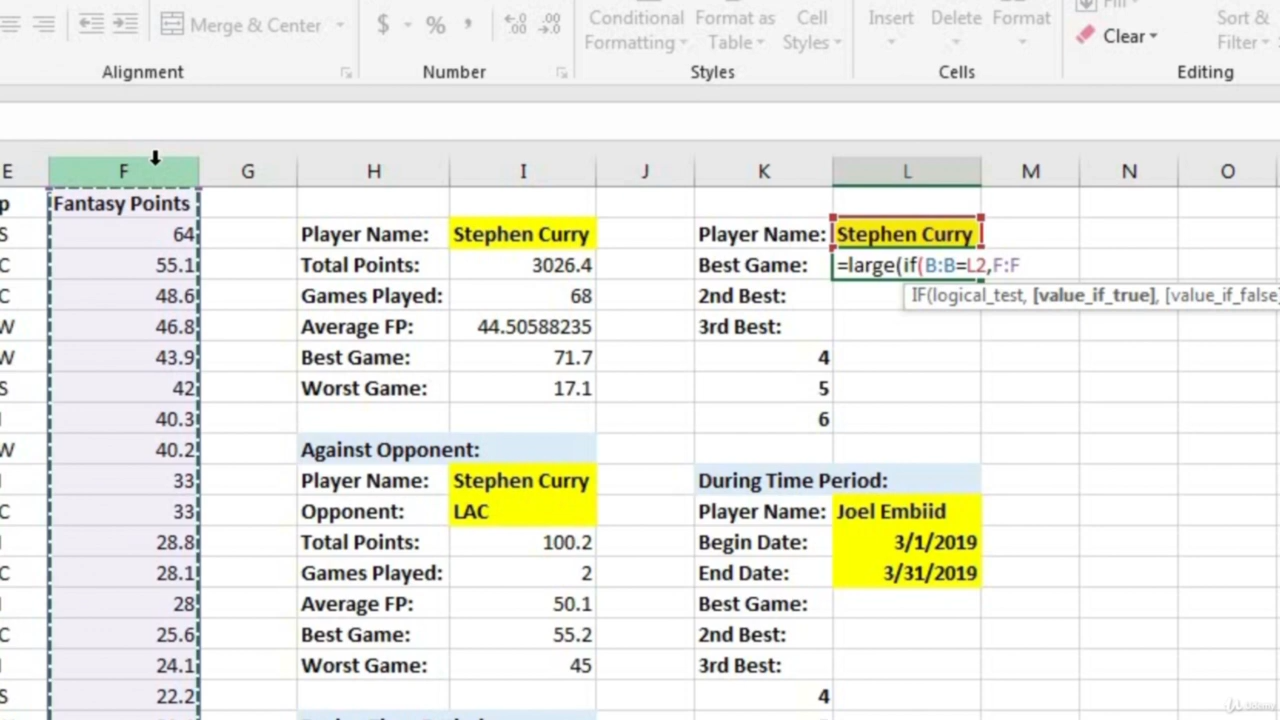 Merge & Center $ % , Conditional Format as Cell Insert Delete Format Sort &
Formatting Table Styles Clear Filter
Alignment Number Styles Cells Editing
E F G H I J K L M N O
p Fantasy Points
S 64 Player Name: Stephen Curry Player Name: Stephen Curry
C 55.1 Total Points: 3026.4 Best Game: =large(if(B:B=L2,F:F
C 48.6 Games Played: 68 2nd Best: IF(logical_test, [value_if_true], [value_if_false]
W 46.8 Average FP: 44.50588235 3rd Best:
W 43.9 Best Game: 71.7 4
S 42 Worst Game: 17.1 5
40.3 6
W 40.2 Against Opponent:
33 Player Name: Stephen Curry During Time Period:
C 33 Opponent: LAC Player Name: Joel Embiid
28.8 Total Points: 100.2 Begin Date: 3/1/2019
C 28.1 Games Played: 2 End Date: 3/31/2019
28 Average FP: 50.1 Best Game:
C 25.6 Best Game: 55.2 2nd Best:
24.1 Worst Game: 45 3rd Best:
S 22.2 4
Udemy